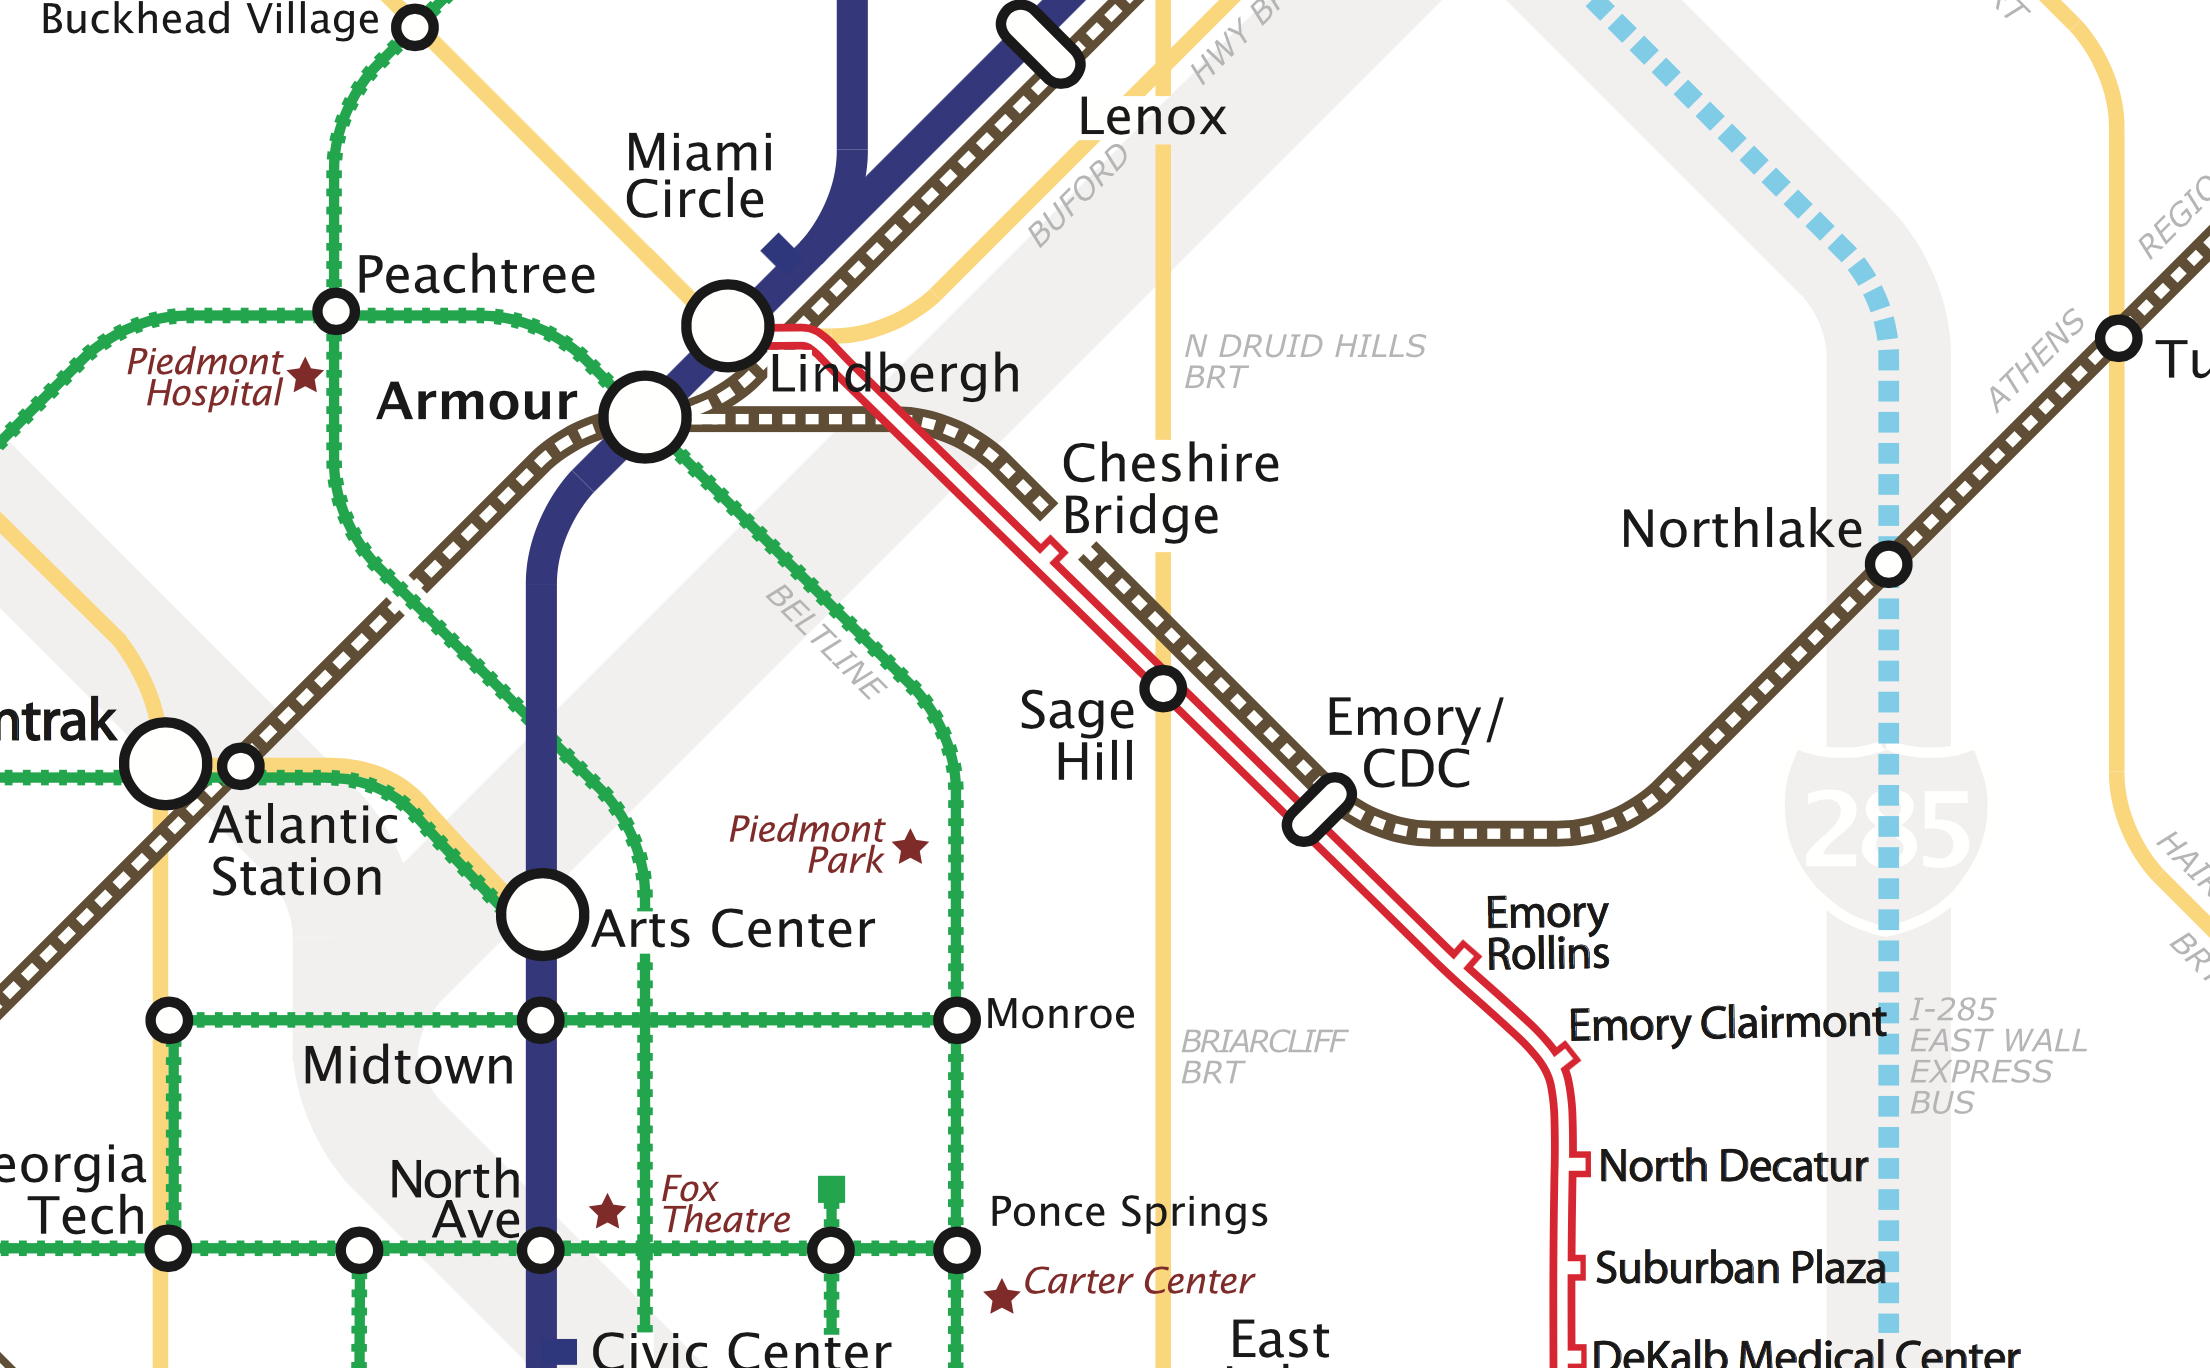 Buckhead Village
HWY
Lenox
Miami
Circle
BUFORD
Peachtree
Piedmont
Hospital
Armour
Lindbergh
N DRUID HILLS
BRT
ATHENS
Cheshire
Bridge
Northlake
BELTLINE
Sage
Hill
Emory/
CDC
285
Atlantic
Station
Piedmont
Park
Arts Center
Emory
Rollins
Emory Clairmont
Monroe
Midtown
BRIARCLIFF
BRT
I-285
EAST WALL
EXPRESS
BUS
North
Ave
Tech
Fox
Theatre
Ponce Springs
North Decatur
Carter Center
Suburban Plaza
Civic Center
East
DeKalb Medical Center